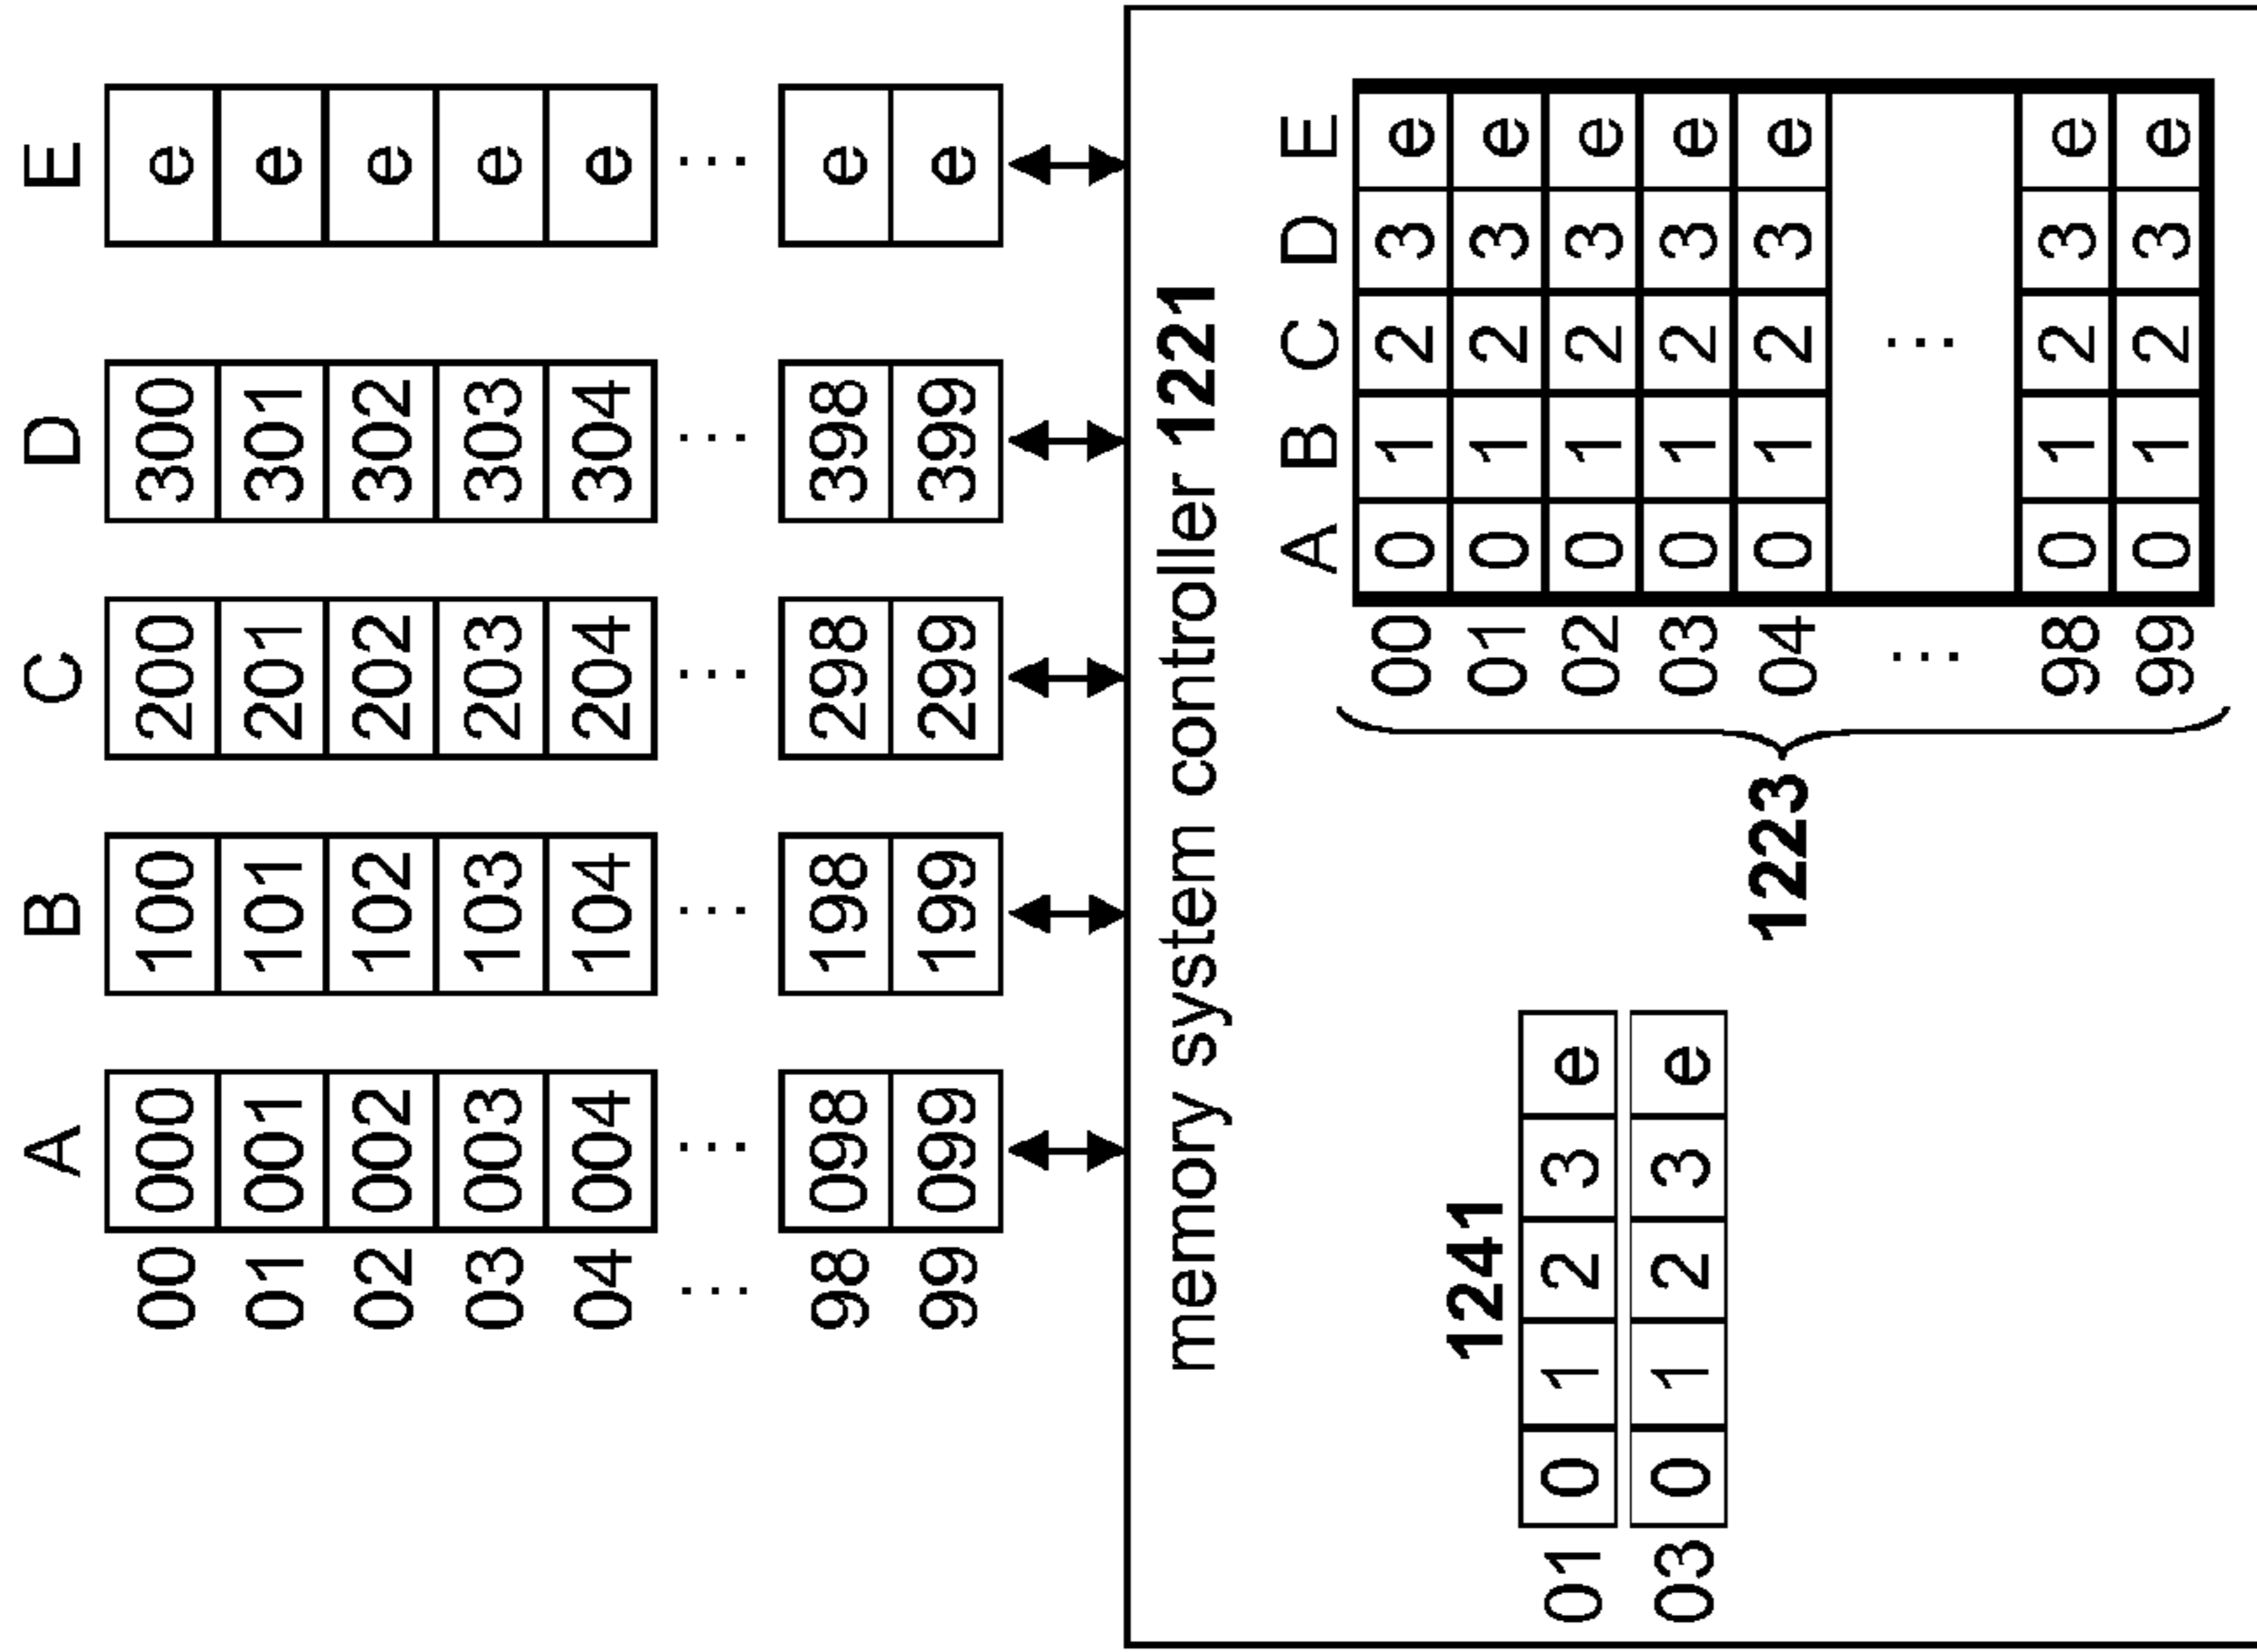 A B C D E
00 000 100 200 300 e
01 001 101 201 301 e
02 002 102 202 302 e
03 003 103 203 303 e
04 004 104 204 304 e
... ... ... ... ... ...
98 098 198 298 398 e
99 099 199 299 399 e
memory system controller 1221
A B C D E
00 0 1 2 3 e
01 0 1 2 3 e
02 0 1 2 3 e
03 0 1 2 3 e
04 0 1 2 3 e
... ...
98 0 1 2 3 e
99 0 1 2 3 e
1223
1241
01 0 1 2 3 e
03 0 1 2 3 e